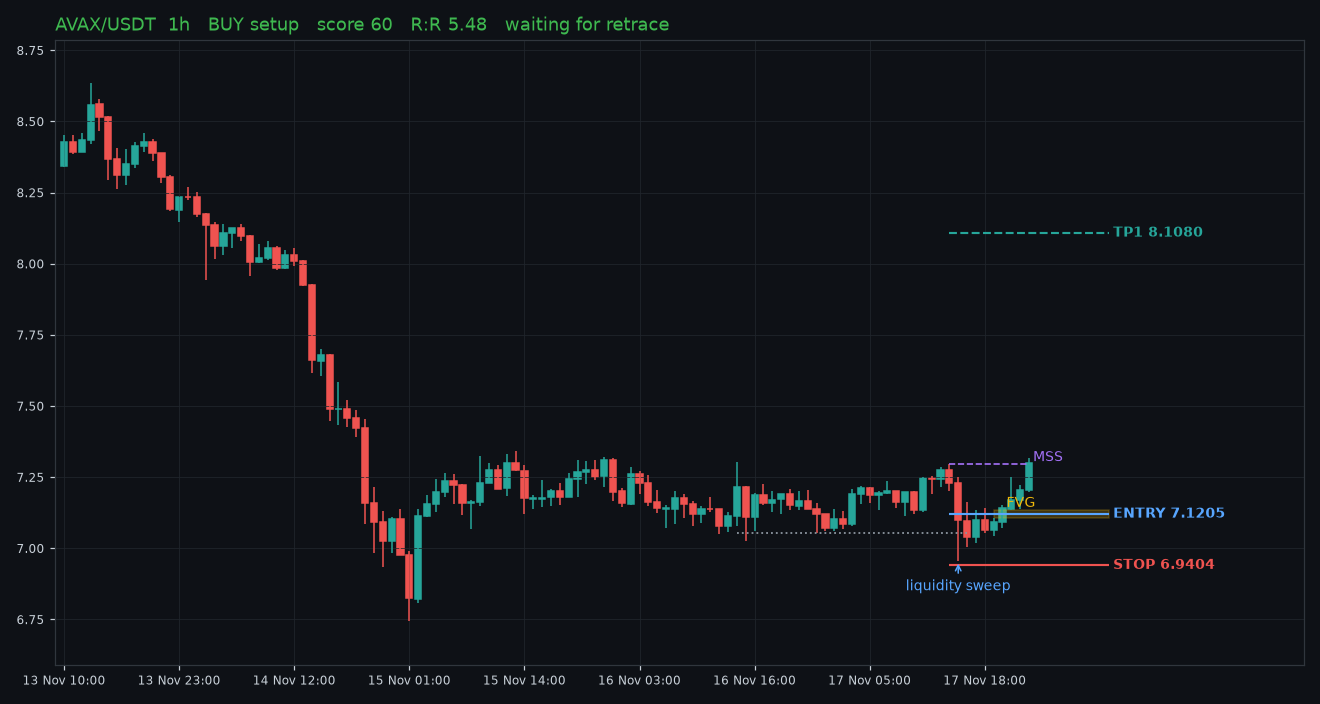 AVAX/USDT 1h BUY setup score 60 R:R 5.48 waiting for retrace
8.75
8.50
8.25
TP1 8.1080
8.00
7.75
7.50
MSS
7.25
FVG
ENTRY 7.1205
7.00
STOP 6.9404
liquidity sweep
6.75
13 Nov 10:00 13 Nov 23:00 14 Nov 12:00 15 Nov 01:00 15 Nov 14:00 16 Nov 03:00 16 Nov 16:00 17 Nov 05:00 17 Nov 18:00